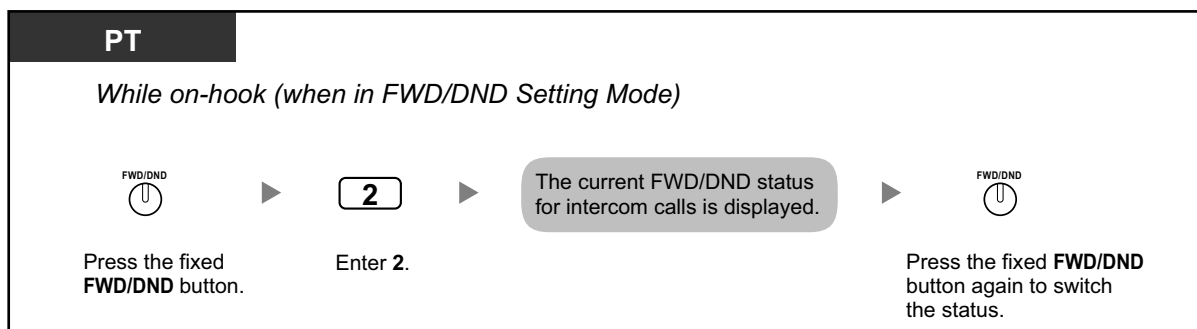 PT
While on-hook (when in FWD/DND Setting Mode)
FWD/DND
2
The current FWD/DND status
for intercom calls is displayed.
FWD/DND
Press the fixed
FWD/DND button.
Enter 2.
Press the fixed FWD/DND
button again to switch
the status.